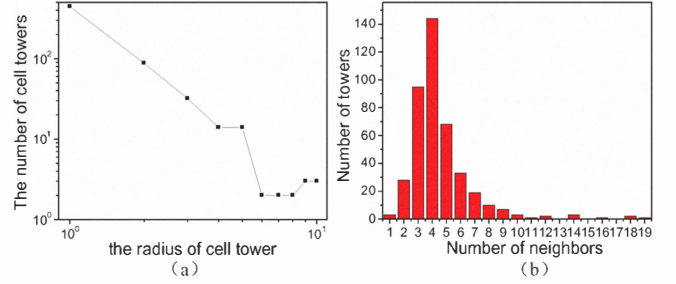 The number of cell towers
10²
10¹
10⁰
10⁰
10¹
the radius of cell tower
(a)
Number of towers
140
120
100
80
60
40
20
0
1 2 3 4 5 6 7 8 9 10 11 12 13 14 15 16 17 18 19
Number of neighbors
(b)